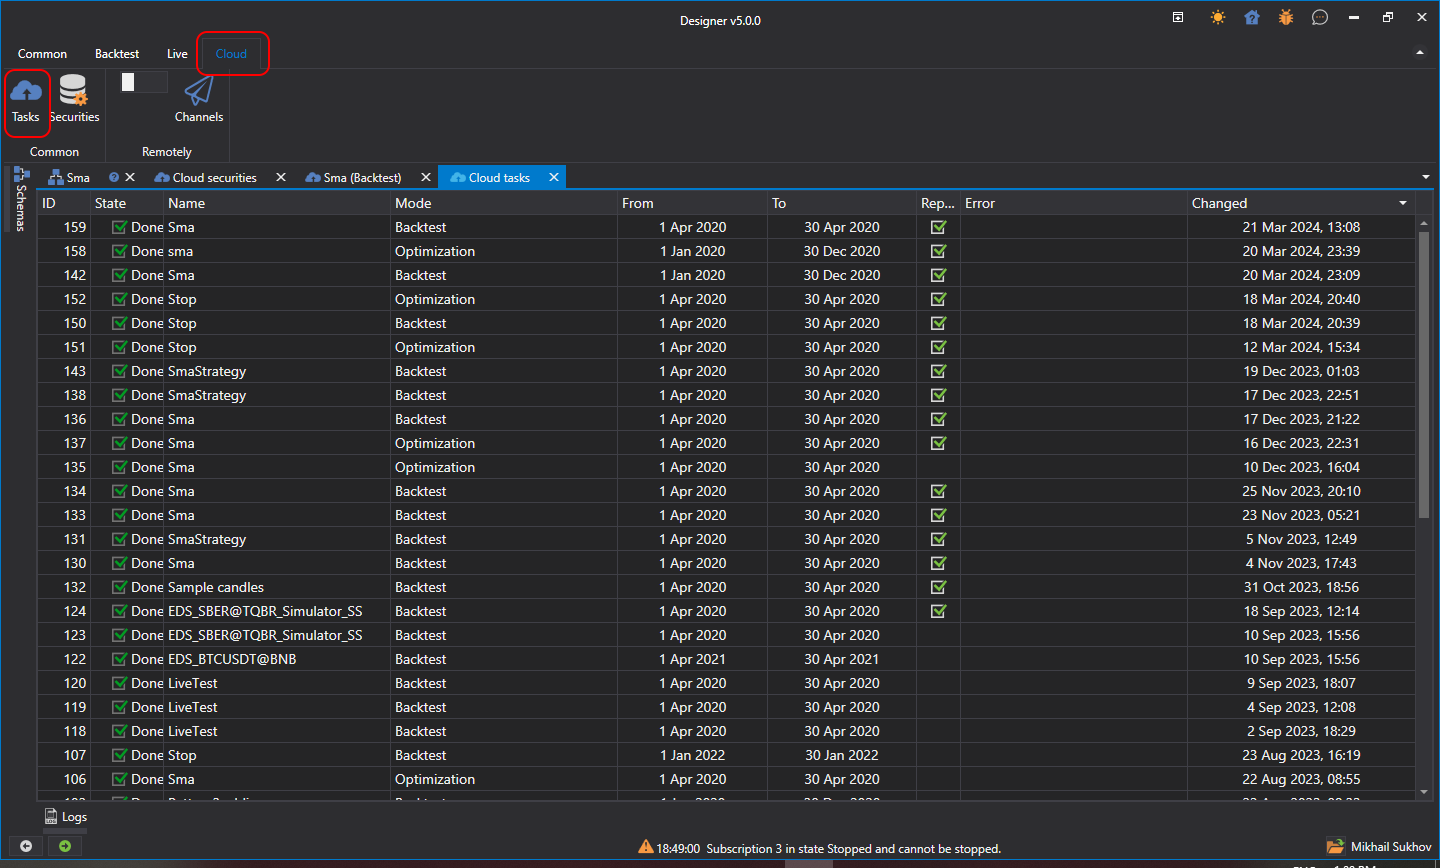 Designer v5.0.0
Common Backtest Live Cloud
Tasks Securities Channels
Common Remotely
Schemas
Sma Cloud securities Sma (Backtest) Cloud tasks
ID State Name Mode From To Rep... Error Changed
159 Done Sma Backtest 1 Apr 2020 30 Apr 2020 21 Mar 2024, 13:08
158 Done sma Optimization 1 Jan 2020 30 Dec 2020 20 Mar 2024, 23:39
142 Done Sma Backtest 1 Jan 2020 30 Dec 2020 20 Mar 2024, 23:09
152 Done Stop Optimization 1 Apr 2020 30 Apr 2020 18 Mar 2024, 20:40
150 Done Stop Backtest 1 Apr 2020 30 Apr 2020 18 Mar 2024, 20:39
151 Done Stop Optimization 1 Apr 2020 30 Apr 2020 12 Mar 2024, 15:34
143 Done SmaStrategy Backtest 1 Apr 2020 30 Apr 2020 19 Dec 2023, 01:03
138 Done SmaStrategy Backtest 1 Apr 2020 30 Apr 2020 17 Dec 2023, 22:51
136 Done Sma Backtest 1 Apr 2020 30 Apr 2020 17 Dec 2023, 21:22
137 Done Sma Optimization 1 Apr 2020 30 Apr 2020 16 Dec 2023, 22:31
135 Done Sma Optimization 1 Apr 2020 30 Apr 2020 10 Dec 2023, 16:04
134 Done Sma Backtest 1 Apr 2020 30 Apr 2020 25 Nov 2023, 20:10
133 Done Sma Backtest 1 Apr 2020 30 Apr 2020 23 Nov 2023, 05:21
131 Done SmaStrategy Backtest 1 Apr 2020 30 Apr 2020 5 Nov 2023, 12:49
130 Done Sma Backtest 1 Apr 2020 30 Apr 2020 4 Nov 2023, 17:43
132 Done Sample candles Backtest 1 Apr 2020 30 Apr 2020 31 Oct 2023, 18:56
124 Done EDS_SBER@TQBR_Simulator_SS Backtest 1 Apr 2020 30 Apr 2020 18 Sep 2023, 12:14
123 Done EDS_SBER@TQBR_Simulator_SS Backtest 1 Apr 2020 30 Apr 2020 10 Sep 2023, 15:56
122 Done EDS_BTCUSDT@BNB Backtest 1 Apr 2021 30 Apr 2021 10 Sep 2023, 15:56
120 Done LiveTest Backtest 1 Apr 2020 30 Apr 2020 9 Sep 2023, 18:07
119 Done LiveTest Backtest 1 Apr 2020 30 Apr 2020 4 Sep 2023, 12:08
118 Done LiveTest Backtest 1 Apr 2020 30 Apr 2020 2 Sep 2023, 18:29
107 Done Stop Backtest 1 Jan 2022 30 Jan 2022 23 Aug 2023, 16:19
106 Done Sma Optimization 1 Apr 2020 30 Apr 2020 22 Aug 2023, 08:55
Logs
18:49:00 Subscription 3 in state Stopped and cannot be stopped. Mikhail Sukhov